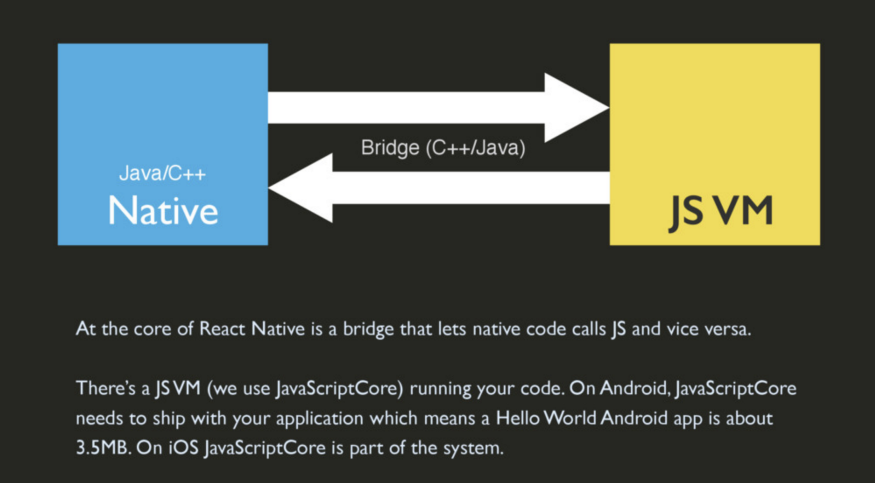 Java/C++
Native
Bridge (C++/Java)
JS VM
At the core of React Native is a bridge that lets native code calls JS and vice versa.
There's a JS VM (we use JavaScriptCore) running your code. On Android, JavaScriptCore
needs to ship with your application which means a Hello World Android app is about
3.5MB. On iOS JavaScriptCore is part of the system.